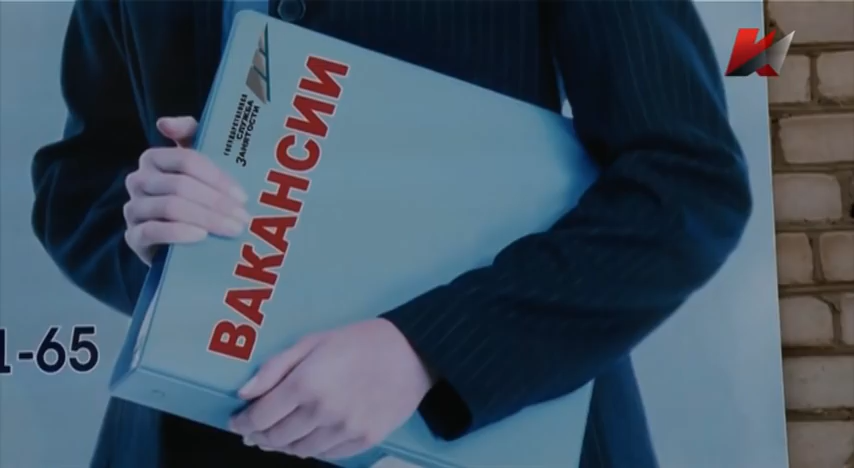 ГОСУДАРСТВЕННАЯ
СЛУЖБА
ЗАНЯТОСТИ
ВАКАНСИИ
1-65
К